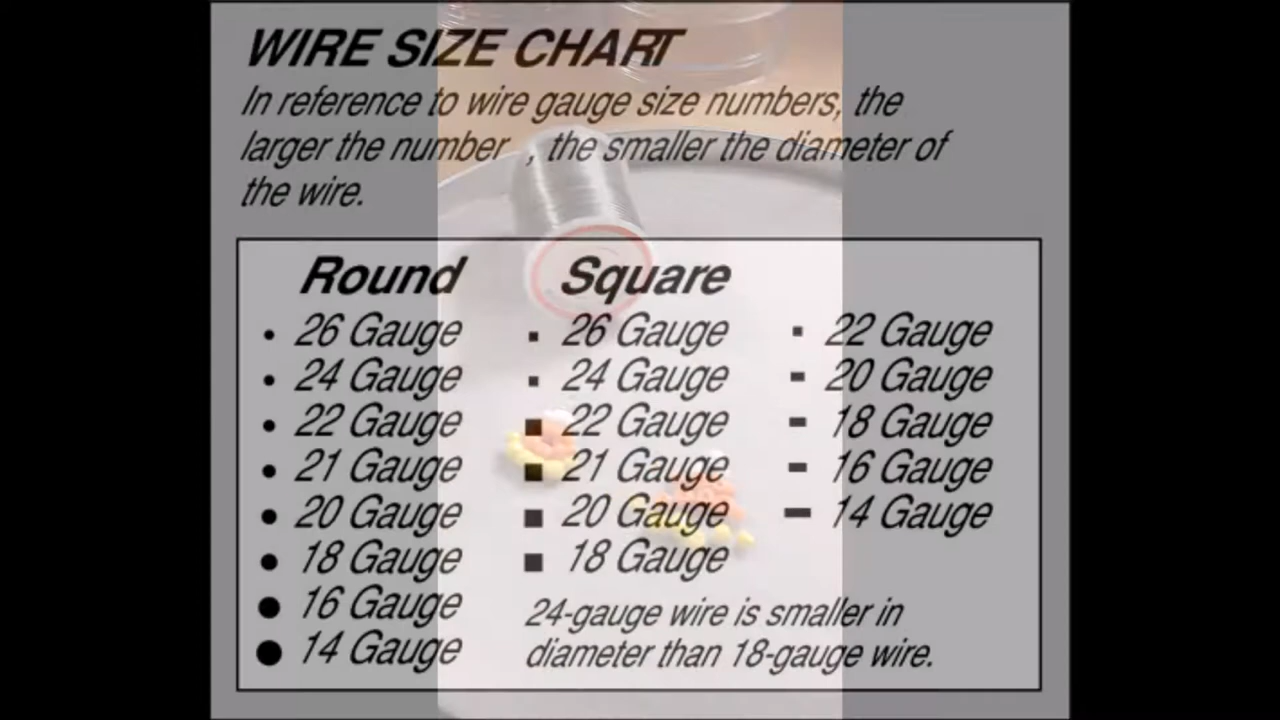 WIRE SIZE CHART
In reference to wire gauge size numbers, the
larger the number , the smaller the diameter of
the wire.
Round
26 Gauge
24 Gauge
22 Gauge
21 Gauge
20 Gauge
18 Gauge
16 Gauge
14 Gauge
Square
26 Gauge
24 Gauge
22 Gauge
21 Gauge
20 Gauge
18 Gauge
22 Gauge
20 Gauge
18 Gauge
16 Gauge
14 Gauge
24-gauge wire is smaller in
diameter than 18-gauge wire.